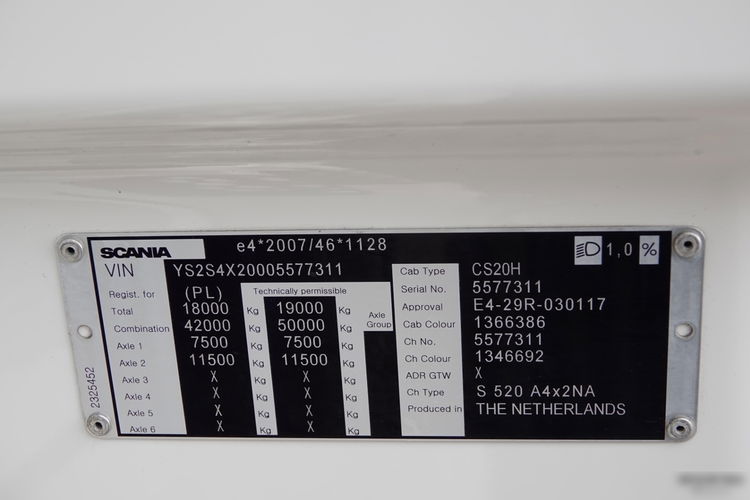 SCANIA e4*2007/46*1128 1,0 %
VIN YS2S4X20005577311
Regist. for (PL) Technically permissible
Total 18000 Kg 19000 Kg
Combination 42000 Kg 50000 Kg Axle Group
Axle 1 7500 Kg 7500 Kg
Axle 2 11500 Kg 11500 Kg
Axle 3 X Kg X Kg
Axle 4 X Kg X Kg
Axle 5 X Kg X Kg
Axle 6 X Kg X Kg
Cab Type CS20H
Serial No. 5577311
Approval E4-29R-030117
Cab Colour 1366386
Ch No. 5577311
Ch Colour 1346692
ADR GTW X
Ch Type S 520 A4x2NA
Produced in THE NETHERLANDS
2325452